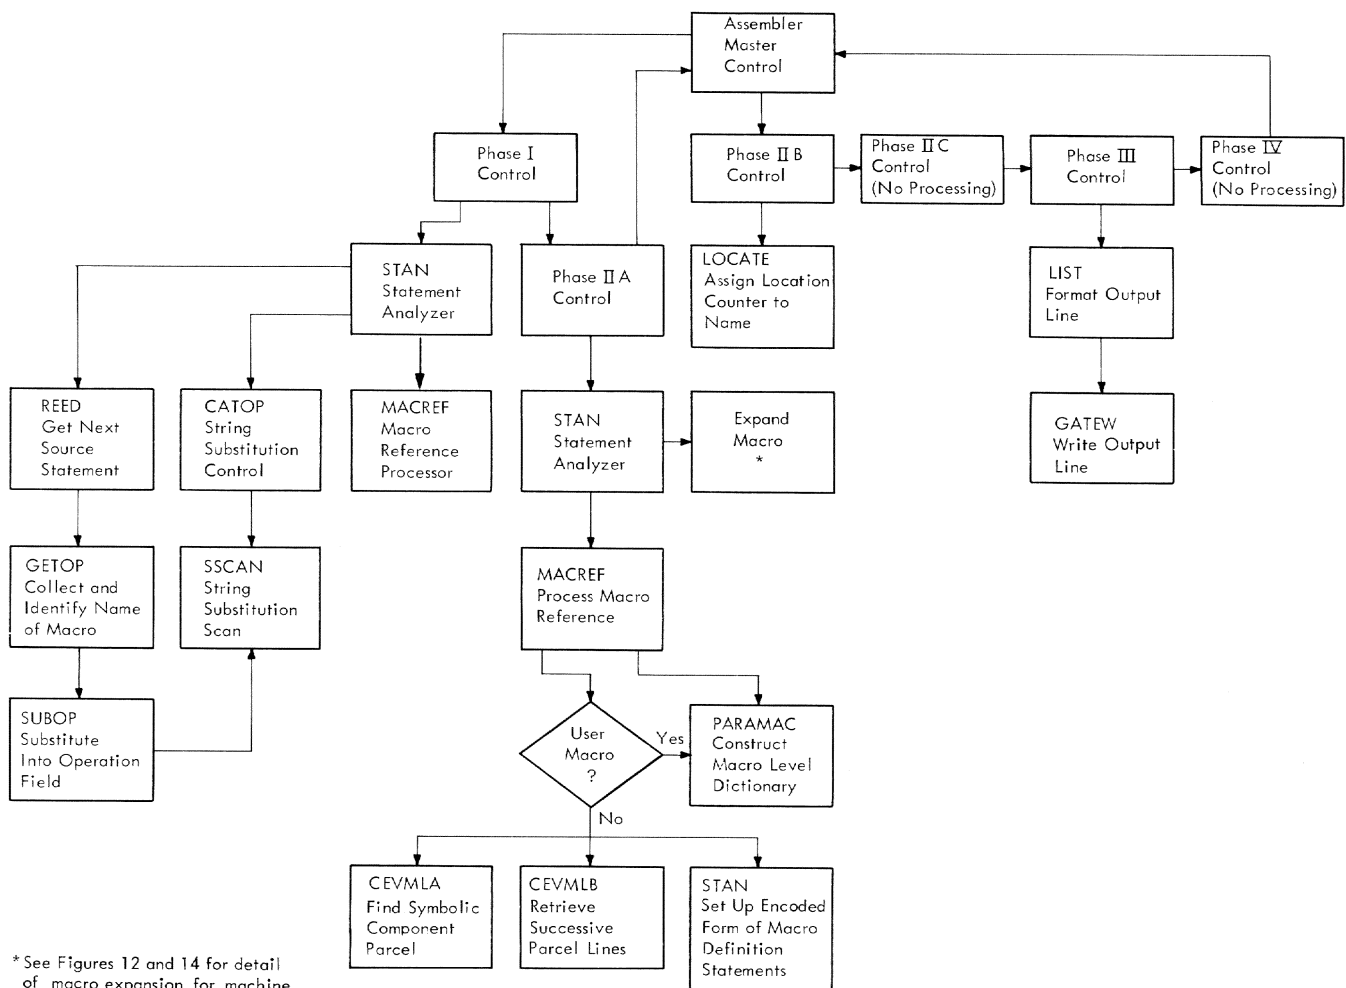 Assembler
Master
Control
Phase I
Control
Phase II B
Control
Phase II C
Control
(No Processing)
Phase III
Control
Phase IV
Control
(No Processing)
STAN
Statement
Analyzer
Phase II A
Control
LOCATE
Assign Location
Counter to
Name
LIST
Format Output
Line
REED
Get Next
Source
Statement
CATOP
String
Substitution
Control
MACREF
Macro
Reference
Processor
STAN
Statement
Analyzer
Expand
Macro
*
GATEW
Write Output
Line
GETOP
Collect and
Identify Name
of Macro
SSCAN
String
Substitution
Scan
MACREF
Process Macro
Reference
SUBOP
Substitute
Into Operation
Field
User
Macro
?
Yes
No
PARAMAC
Construct
Macro Level
Dictionary
CEVMLA
Find Symbolic
Component
Parcel
CEVMLB
Retrieve
Successive
Parcel Lines
STAN
Set Up Encoded
Form of Macro
Definition
Statements
*See Figures 12 and 14 for detail
of macro expansion for machine